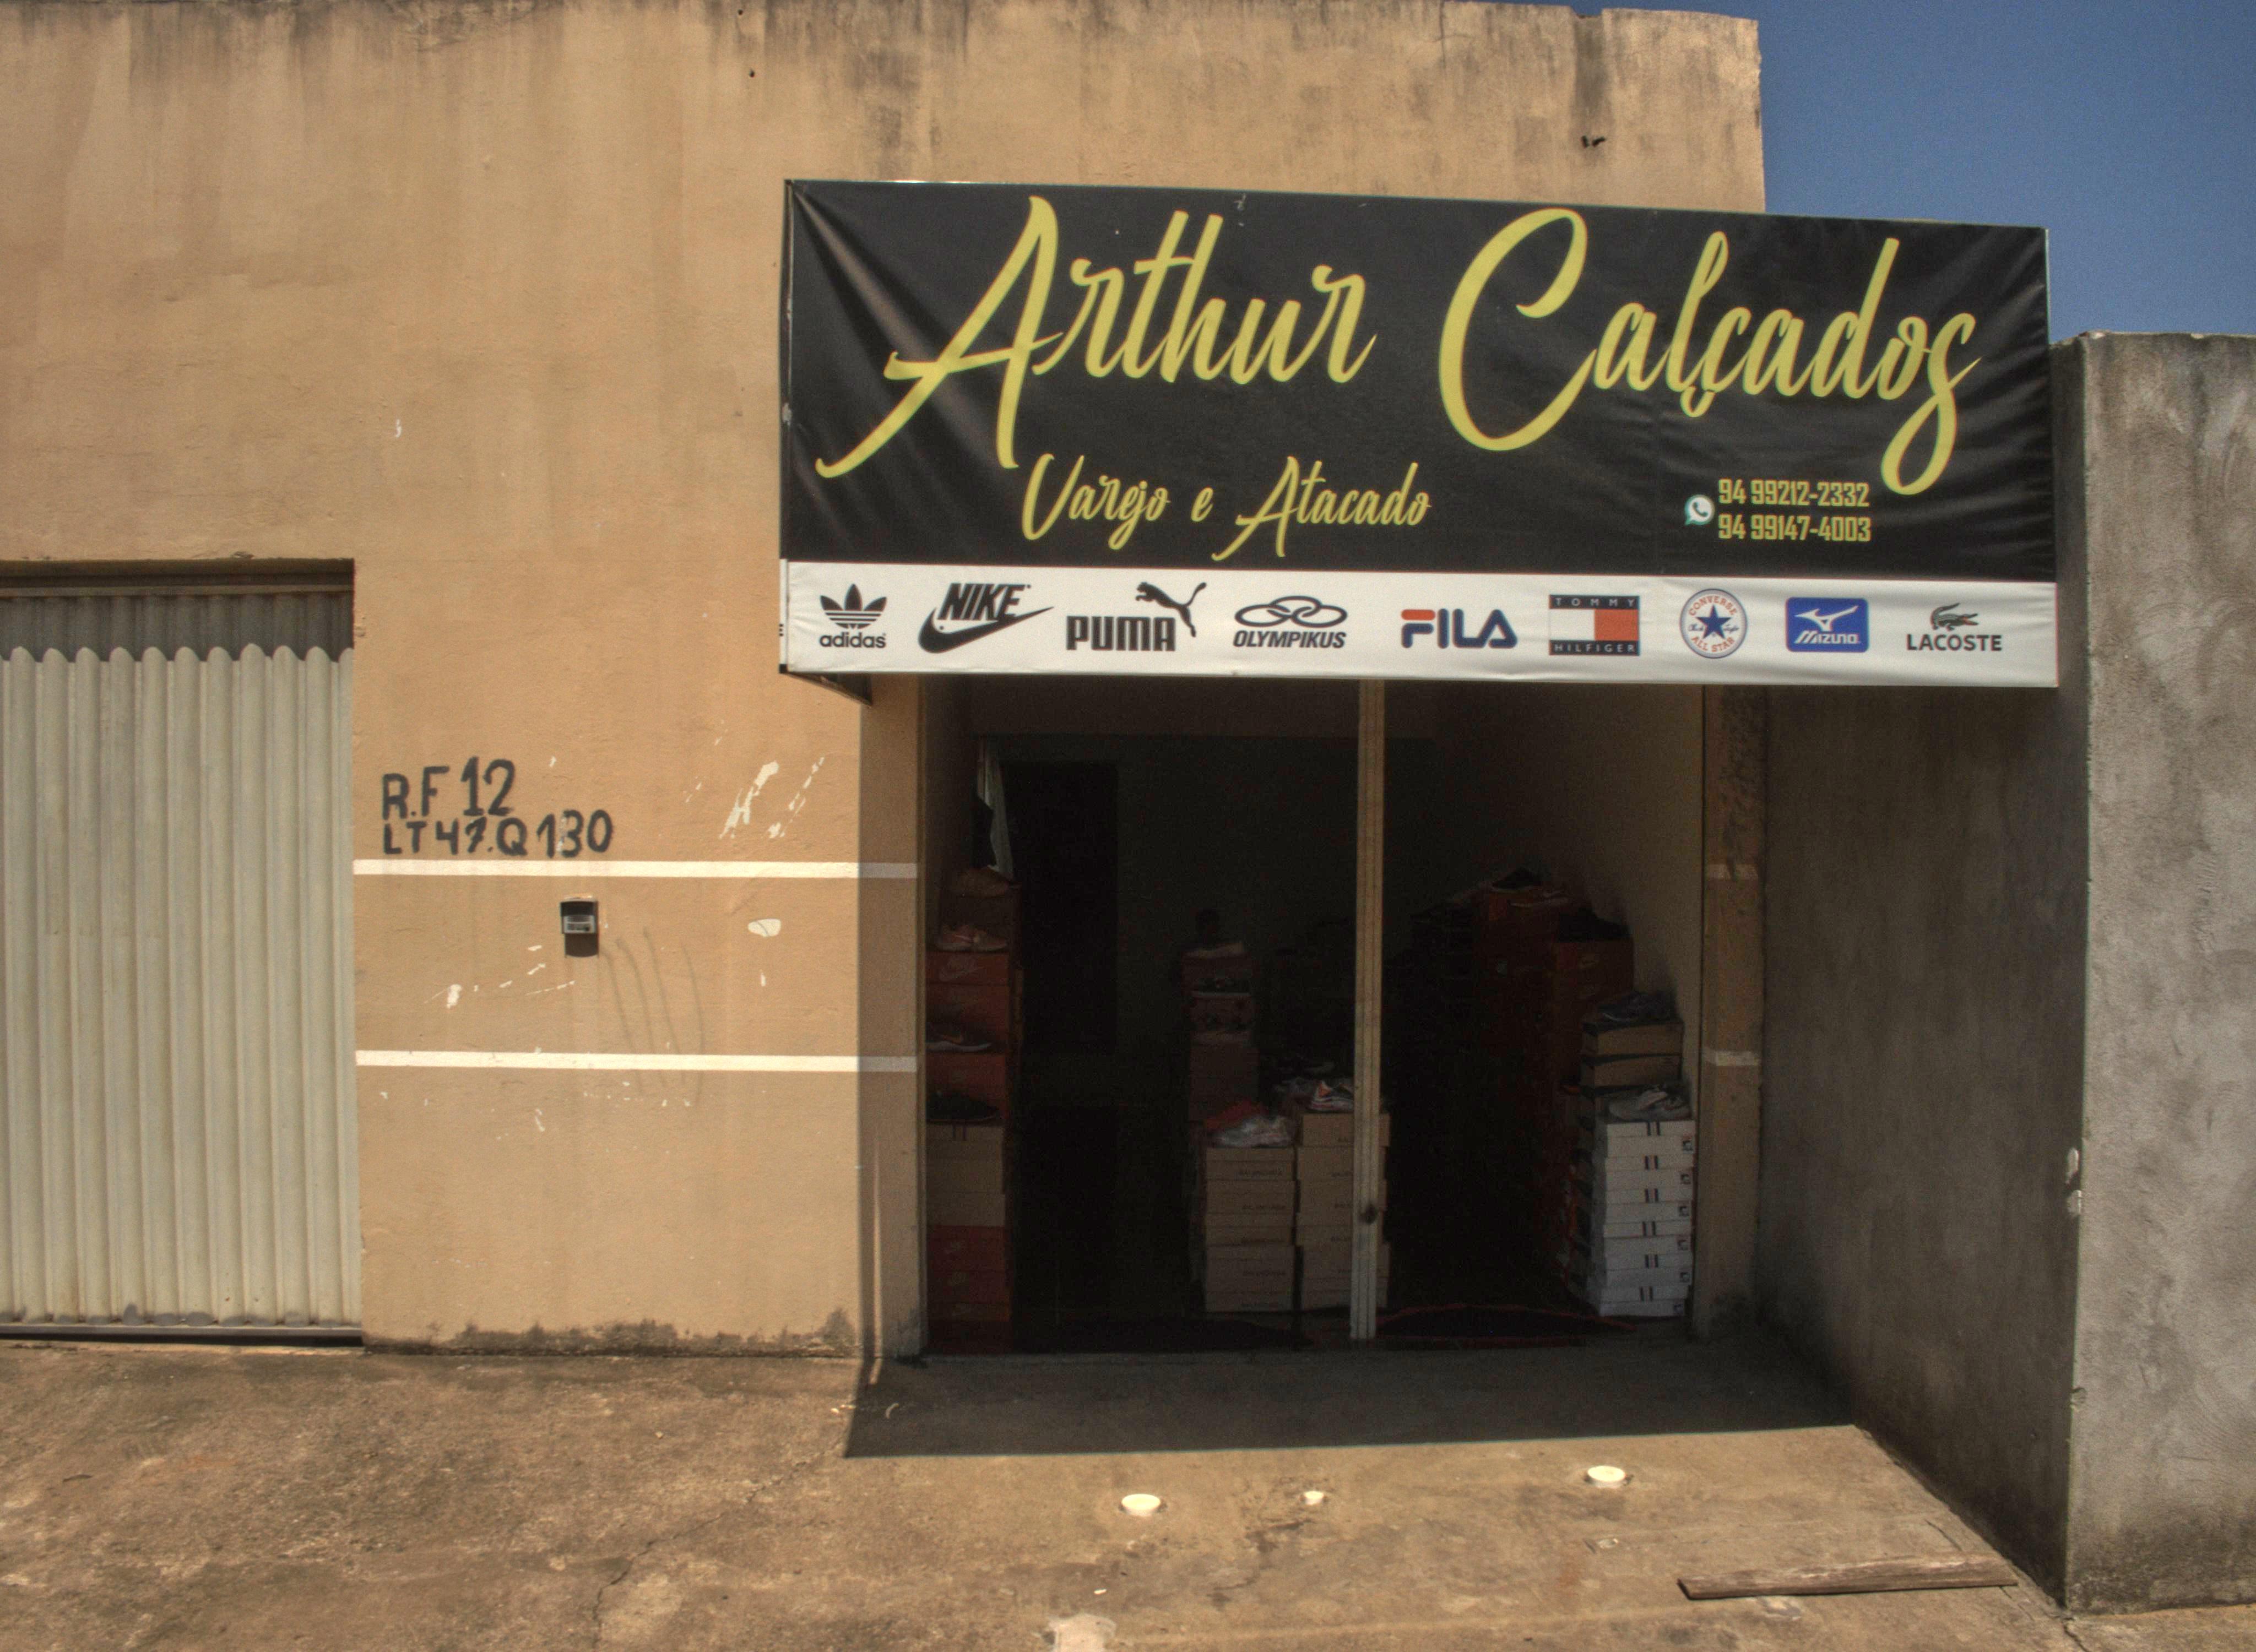 Arthur Calçados
Varejo e Atacado
94 99212-2332
94 99147-4003
adidas
NIKE
PUMA
OLYMPIKUS
FILA
TOMMY
HILFIGER
CONVERSE
ALL STAR
MIZUNO
LACOSTE
R.F 12
LT 47.Q 130